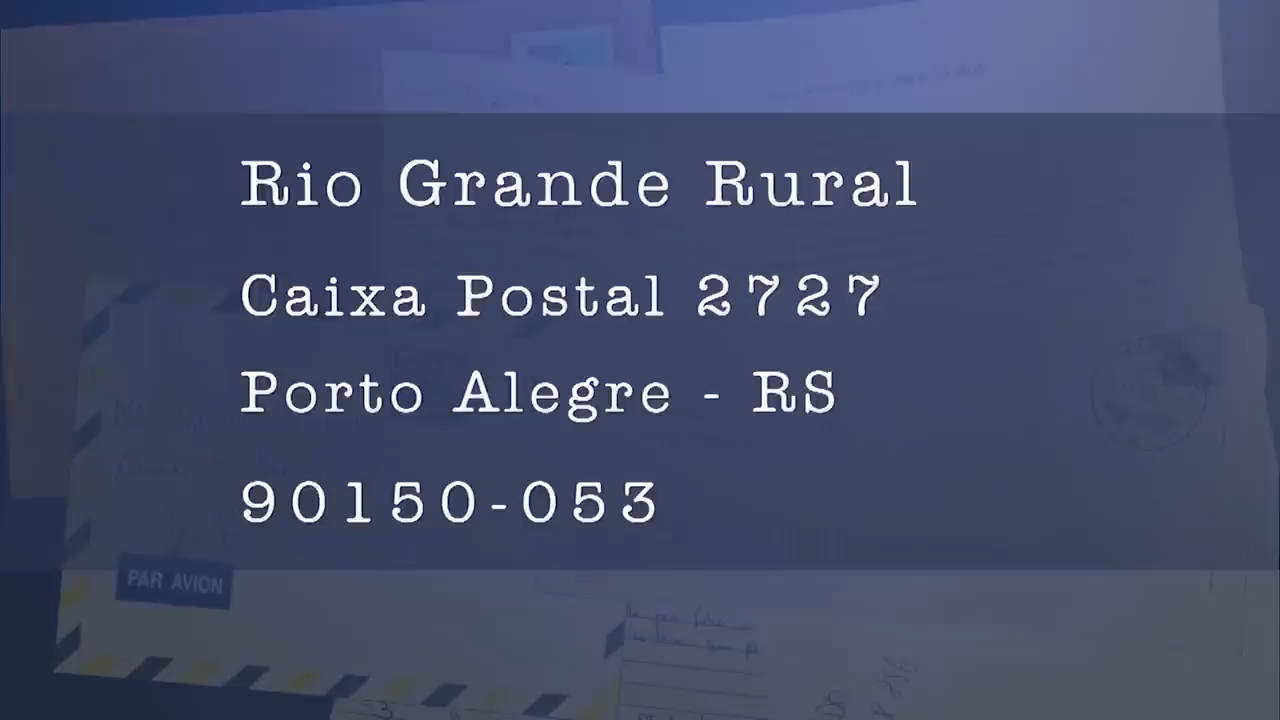 Rio Grande Rural
Caixa Postal 2727
Porto Alegre - RS
90150-053
PAR AVION